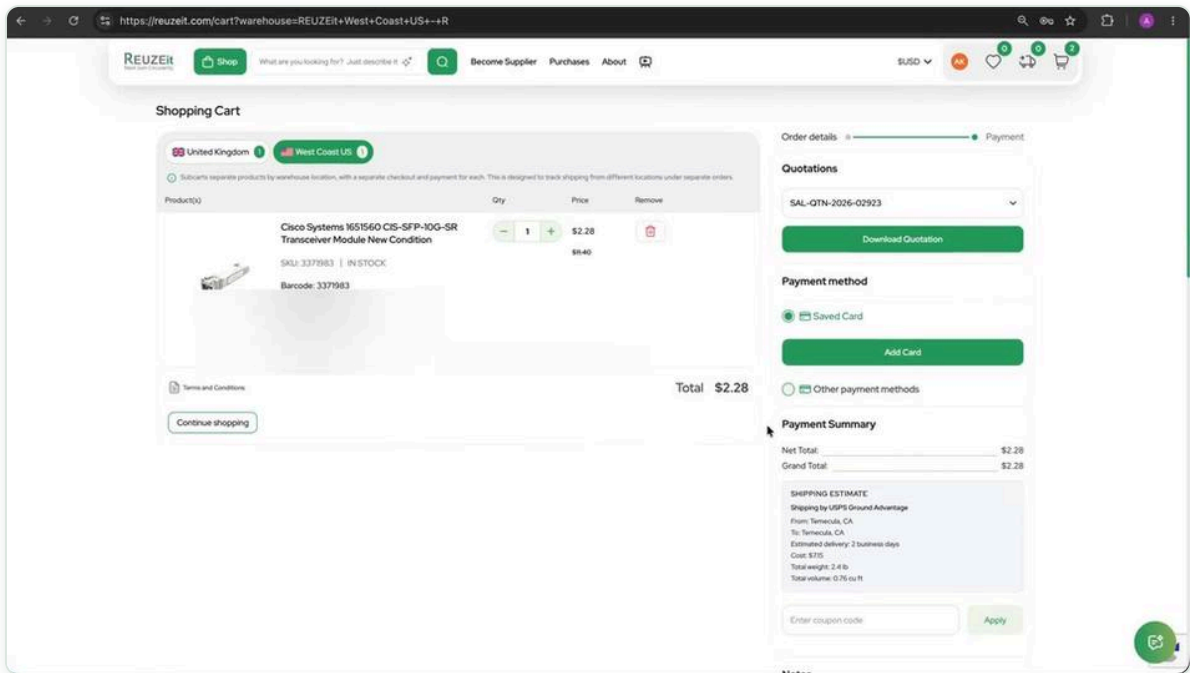 https://reuzeit.com/cart?warehouse=REUZEit+West+Coast+US+-+R
A
REUZEit
Shop
What are you looking for? Just describe it
Become Supplier
Purchases
About
$USD
AK
0
0
2
Shopping Cart
United Kingdom 1
West Coast US 1
Subcarts separate products by warehouse location, with a separate checkout and payment for each. This is designed to track shipping from different locations under separate orders.
Product(s) Qty Price Remove
Cisco Systems 1651560 CIS-SFP-10G-SR
Transceiver Module New Condition
1
$2.28
$11.40
SKU: 3371983 | IN STOCK
Barcode: 3371983
Terms and Conditions
Total $2.28
Continue shopping
Order details
Payment
Quotations
SAL-QTN-2026-02923
Download Quotation
Payment method
Saved Card
Add Card
Other payment methods
Payment Summary
Net Total: $2.28
Grand Total: $2.28
SHIPPING ESTIMATE
Shipping by USPS Ground Advantage
From: Temecula, CA
To: Temecula, CA
Estimated delivery: 2 business days
Cost: $7.15
Total weight: 2.4 lb
Total volume: 0.76 cu ft
Enter coupon code
Apply